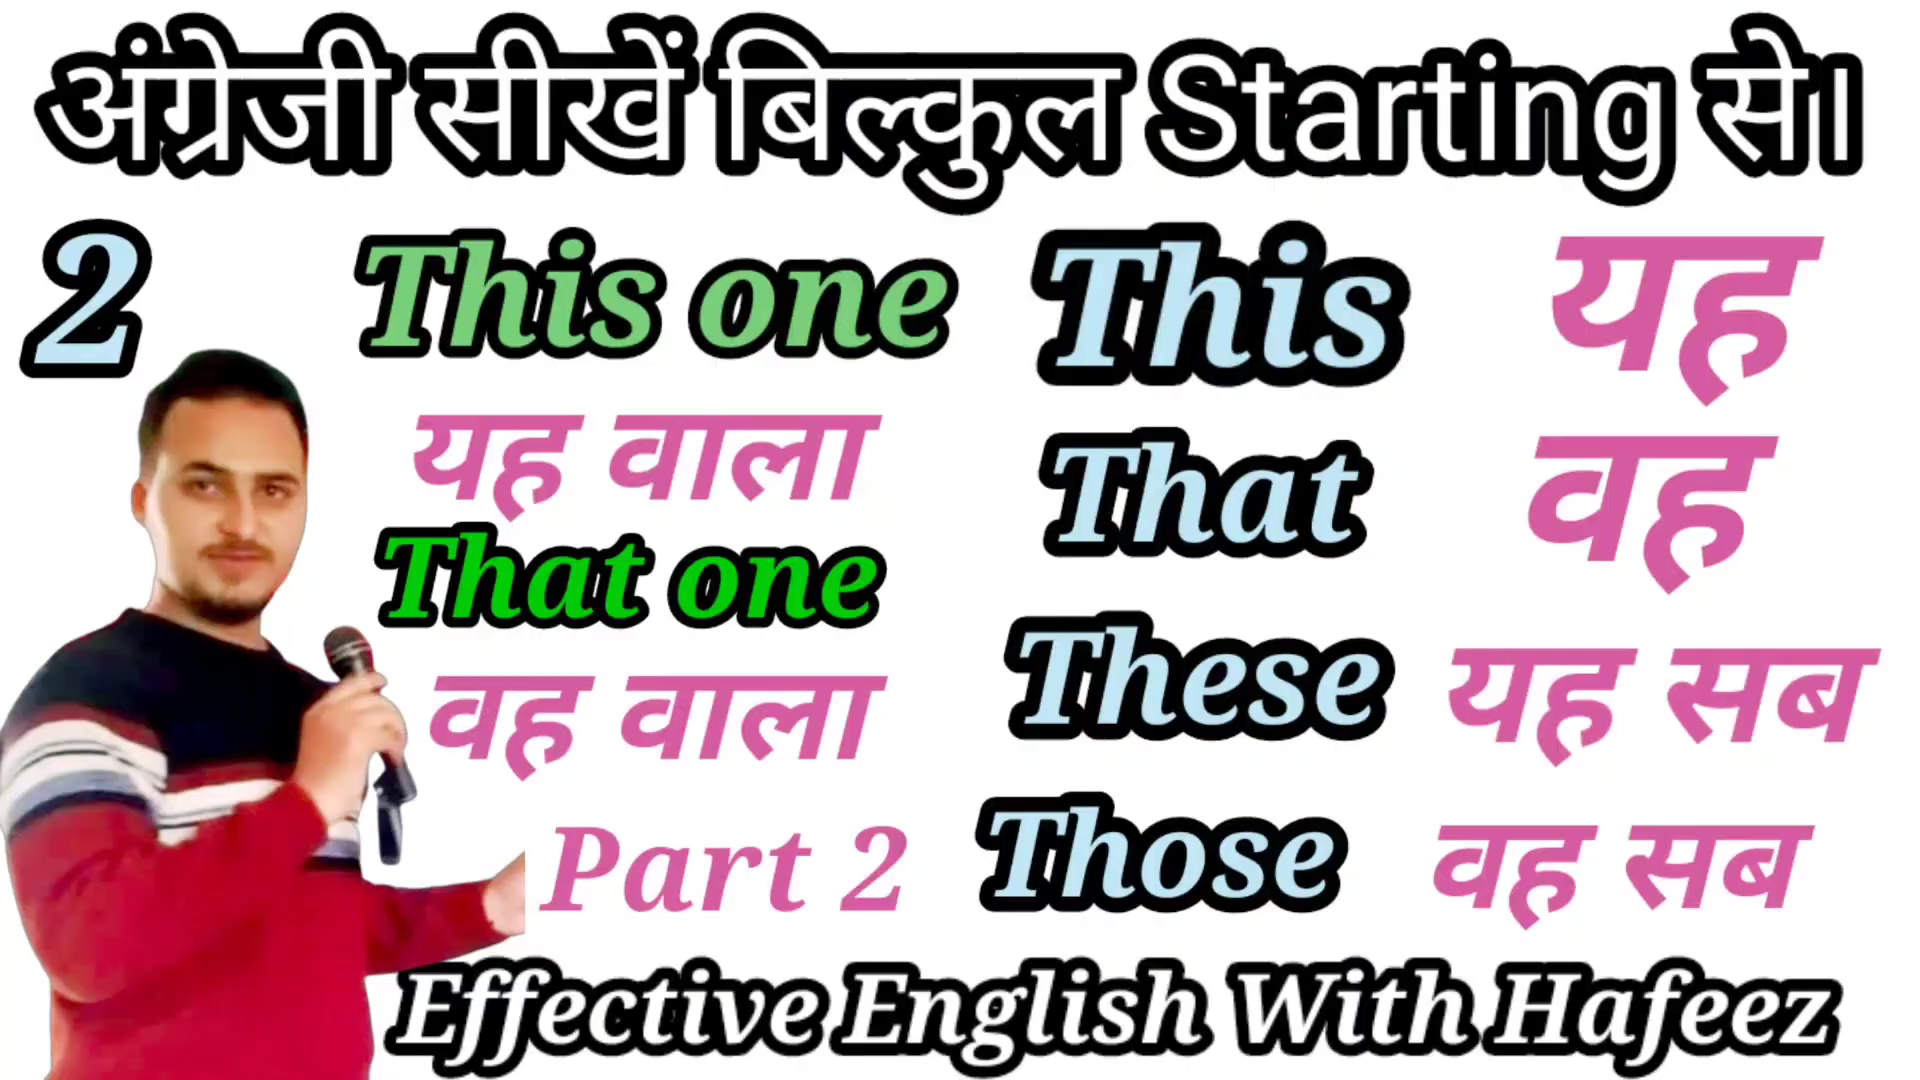 अंग्रेजी सीखें बिल्कुल Starting से।
2
This one
यह वाला
That one
वह वाला
Part 2
This यह
That वह
These यह सब
Those वह सब
Effective English With Hafeez